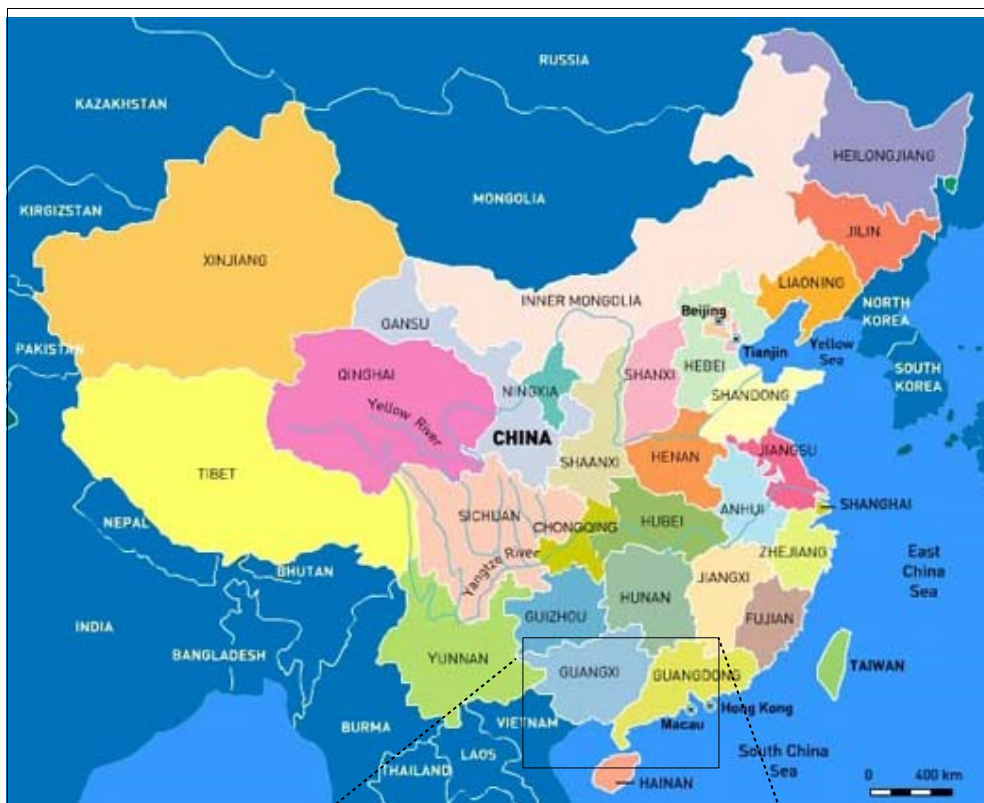 RUSSIA
KAZAKHSTAN
HEILONGJIANG
MONGOLIA
KIRGIZSTAN
JILIN
XINJIANG
LIAONING
INNER MONGOLIA
NORTH
KOREA
Beijing
GANSU
Yellow
Sea
PAKISTAN
Tianjin
SOUTH
KOREA
HEBEI
QINGHAI
SHANXI
NINGXIA
SHANDONG
Yellow River
CHINA
JIANGSU
HENAN
SHAANXI
TIBET
SHANGHAI
ANHUI
SICHUAN
CHONGQING
HUBEI
NEPAL
ZHEJIANG
East
China
Sea
Yangtze River
BHUTAN
JIANGXI
HUNAN
GUIZHOU
FUJIAN
INDIA
BANGLADESH
YUNNAN
TAIWAN
GUANGXI
GUANGDONG
Hong Kong
Macau
VIETNAM
BURMA
LAOS
South China
Sea
THAILAND
HAINAN
0 400 km